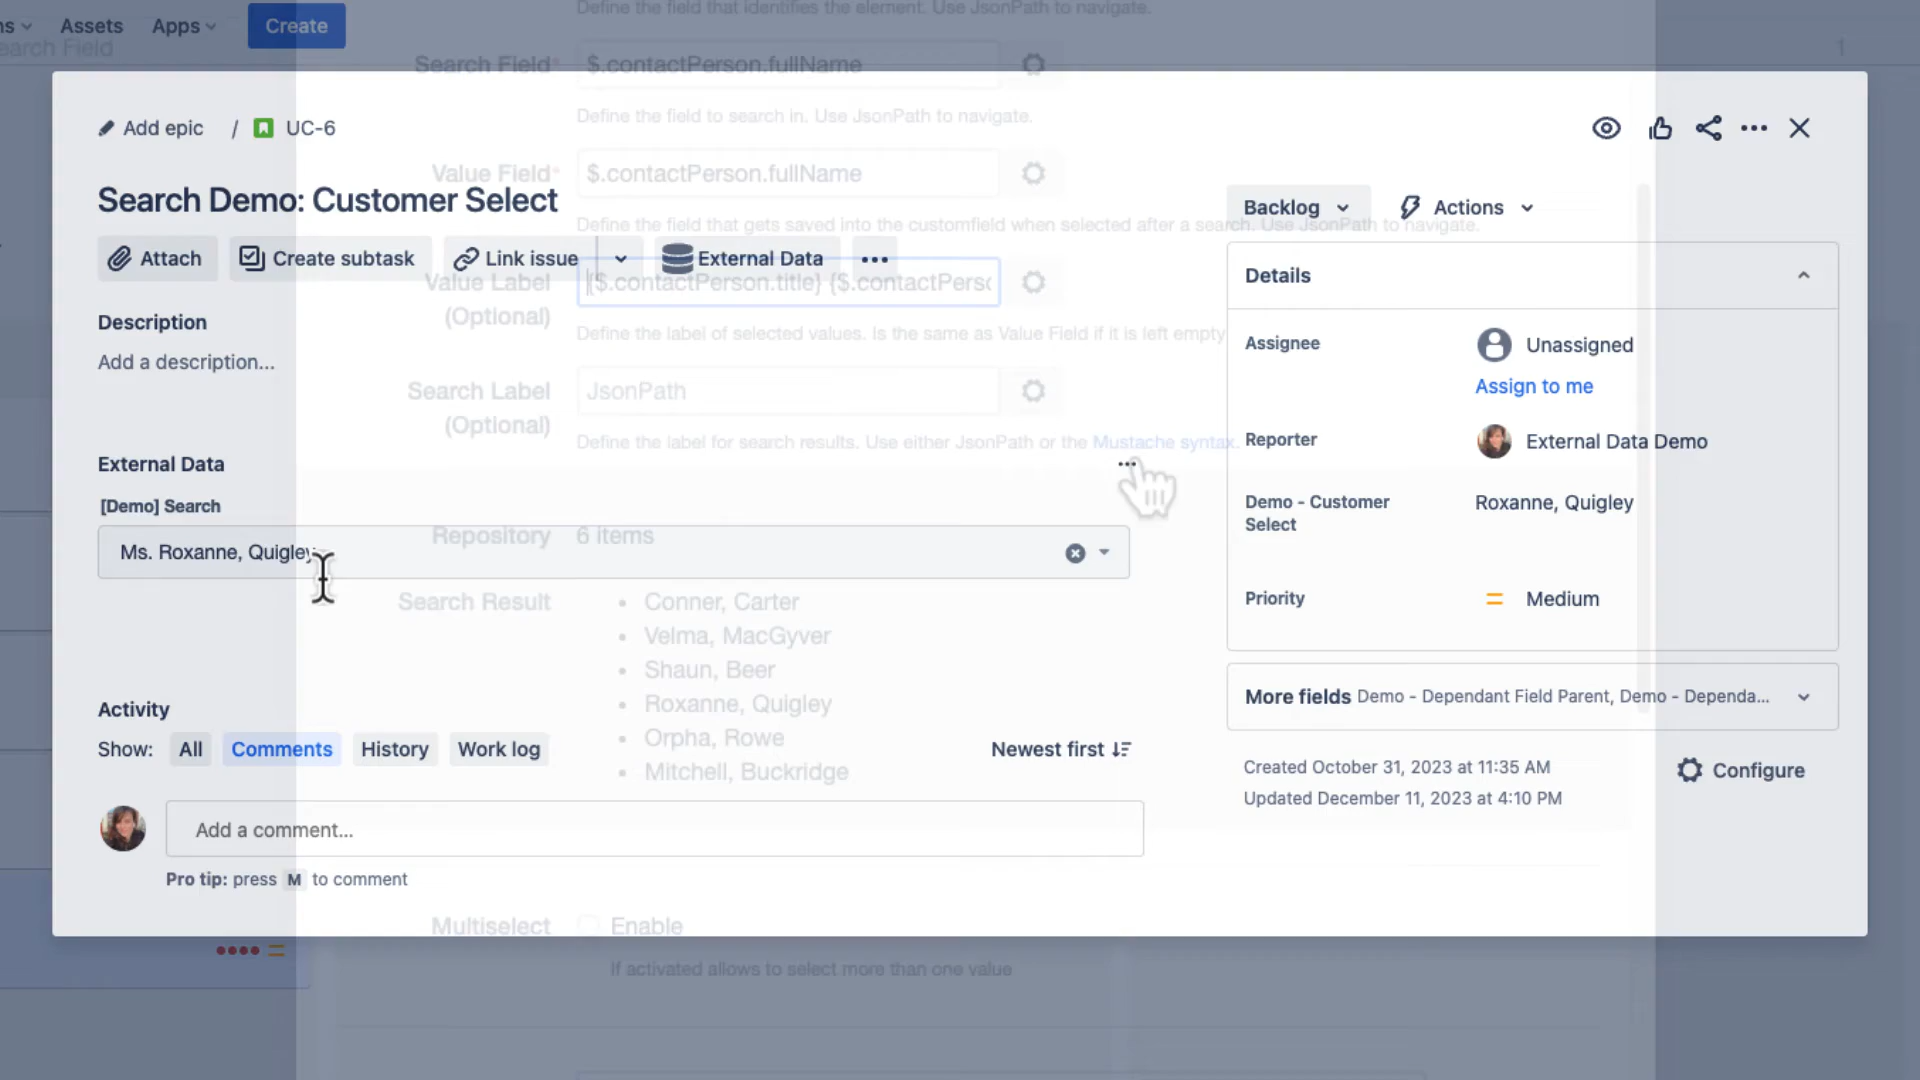 ns Assets Apps Create
earch Field 1
Define the field that identifies the element. Use JsonPath to navigate.
Search Field* $.contactPerson.fullName
Define the field to search in. Use JsonPath to navigate.
Add epic / UC-6
Value Field* $.contactPerson.fullName
Search Demo: Customer Select
Backlog Actions
Define the field that gets saved into the customfield when selected after a search. Use JsonPath to navigate.
Attach Create subtask Link issue External Data
Value Label {$.contactPerson.title} {$.contactPerso
(Optional)
Details
Description
Define the label of selected values. Is the same as Value Field if it is left empty
Assignee Unassigned
Add a description...
Assign to me
Search Label JsonPath
(Optional)
Define the label for search results. Use either JsonPath or the Mustache syntax.
Reporter External Data Demo
External Data
[Demo] Search
Demo - Customer Roxanne, Quigley
Select
Repository 6 items
Ms. Roxanne, Quigley
Priority Medium
Search Result Conner, Carter
Velma, MacGyver
Shaun, Beer
Roxanne, Quigley
Orpha, Rowe
Mitchell, Buckridge
More fields Demo - Dependant Field Parent, Demo - Dependa...
Activity
Show: All Comments History Work log Newest first
Created October 31, 2023 at 11:35 AM
Configure
Updated December 11, 2023 at 4:10 PM
Add a comment...
Pro tip: press M to comment
Multiselect Enable
If activated allows to select more than one value